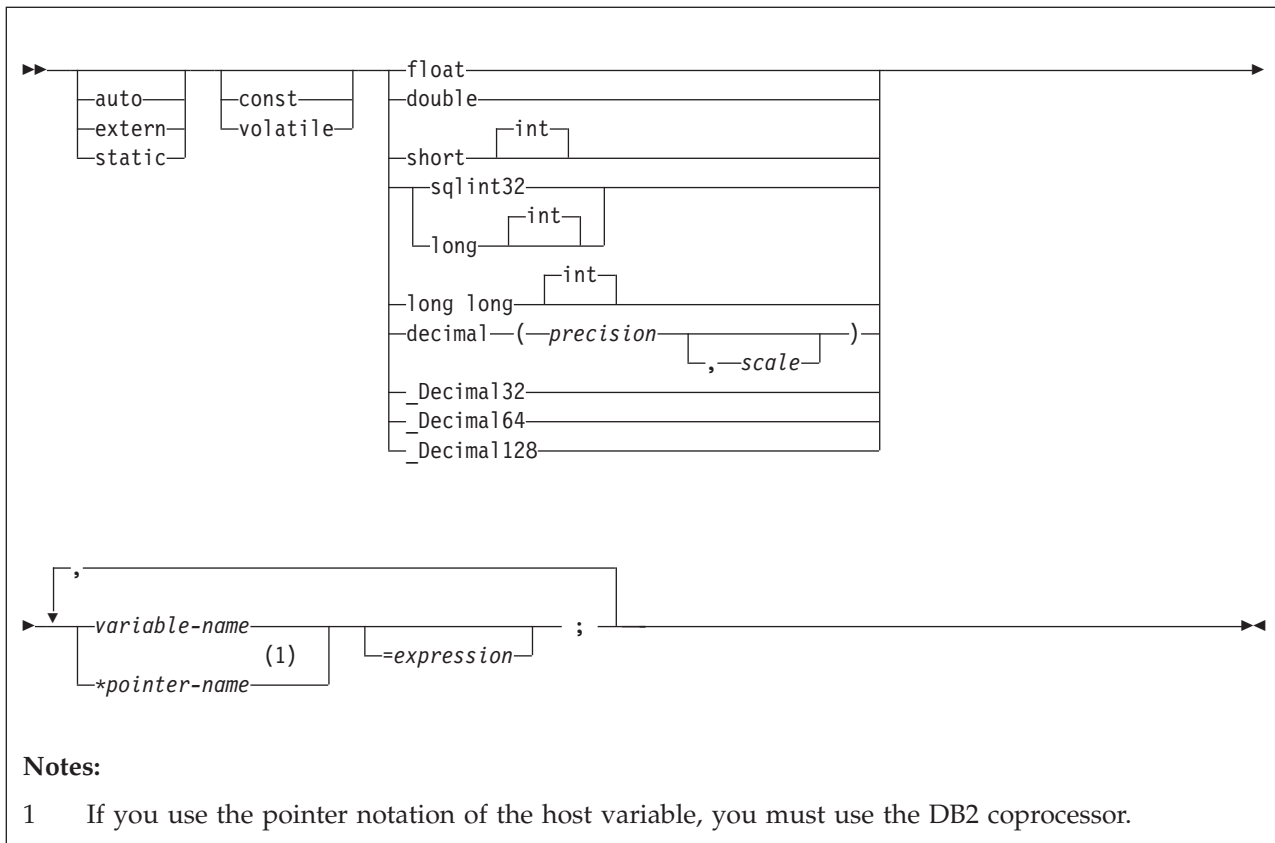 float
auto const double
extern volatile int
static short
sqlint32
int
long
int
long long
decimal ( precision )
, scale
_Decimal32
_Decimal64
_Decimal128
,
variable-name ;
(1) =expression
*pointer-name
Notes:
1 If you use the pointer notation of the host variable, you must use the DB2 coprocessor.